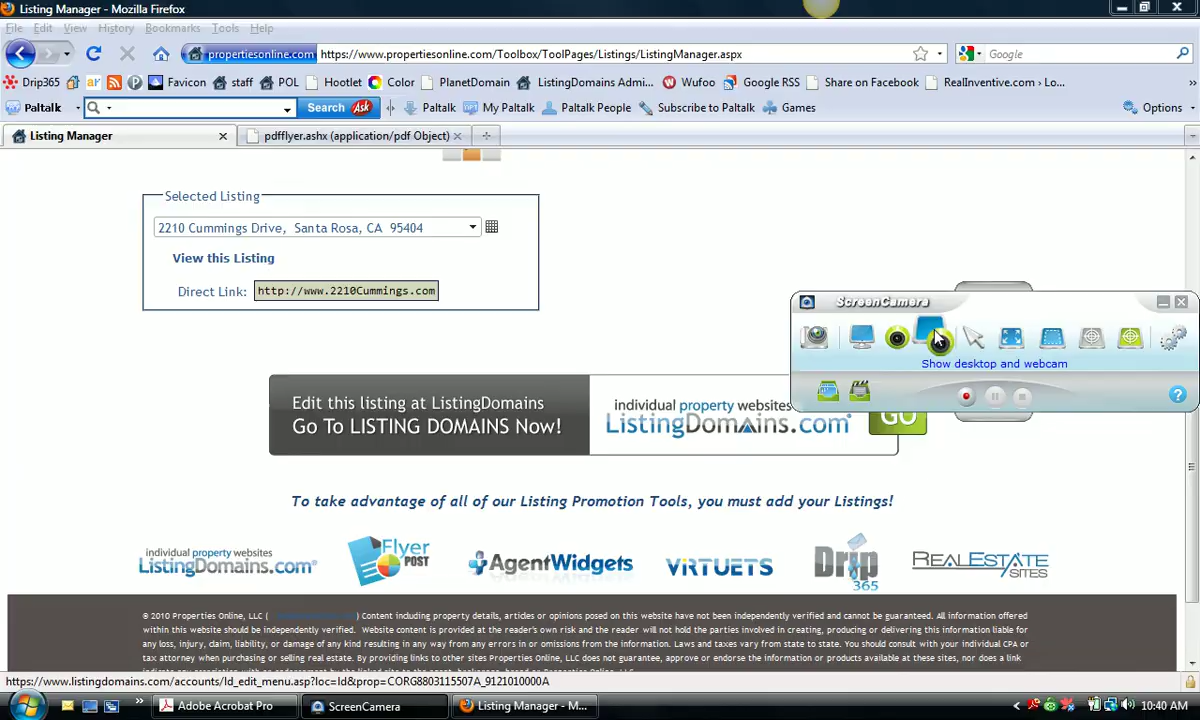 Listing Manager - Mozilla Firefox
File Edit View History Bookmarks Tools Help
propertiesonline.com https://www.propertiesonline.com/Toolbox/ToolPages/Listings/ListingManager.aspx Google
Drip365 Favicon staff POL Hootlet Color PlanetDomain ListingDomains Admi... Wufoo Google RSS Share on Facebook RealInventive.com › Lo... »
Paltalk Search ASK Paltalk My Paltalk Paltalk People Subscribe to Paltalk Games Options
Listing Manager pdfflyer.ashx (application/pdf Object)
Selected Listing
2210 Cummings Drive, Santa Rosa, CA 95404
View this Listing
Direct Link: http://www.2210Cummings.com
ScreenCamera
Show desktop and webcam
Edit this listing at ListingDomains
Go To LISTING DOMAINS Now!
individual property websites
ListingDomains.com
GO
To take advantage of all of our Listing Promotion Tools, you must add your Listings!
individual property websites
ListingDomains.com
Flyer
POST
AgentWidgets
VIRTUETS
Drip
365
REALESTATE
SITES
© 2010 Properties Online, LLC ( ) Content including property details, articles or opinions posed on this website have not been independently verified and cannot be guaranteed. All information
within this website should be independently verified. Website content is provided at the reader's own risk and the reader will not hold the parties involved in creating, producing or delivering this information liable for
any loss, injury, claim, liability, or damage of any kind resulting in any way from any errors in or omissions from the information. Laws and taxes vary from state to state. You should consult with your individual CPA or
tax attorney when purchasing or selling real estate. By providing links to other sites Properties Online, LLC does not guarantee, approve or endorse the information or products available at these sites, nor does a link
https://www.listingdomains.com/accounts/ld_edit_menu.asp?loc=ld&prop=CORG8803115507A_9121010000A
Adobe Acrobat Pro ScreenCamera Listing Manager - M... 10:40 AM